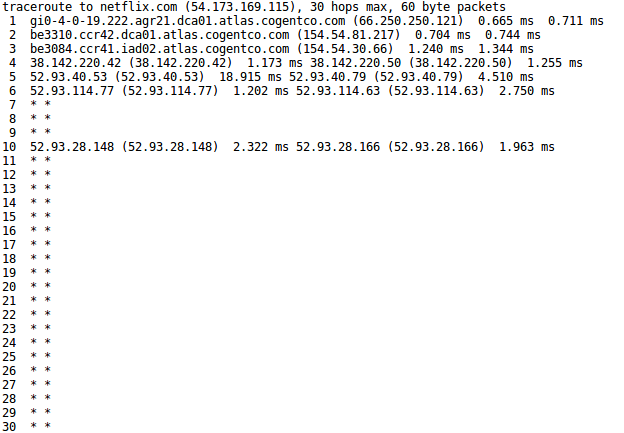 traceroute to netflix.com (54.173.169.115), 30 hops max, 60 byte packets
1 gi0-4-0-19.222.agr21.dca01.atlas.cogentco.com (66.250.250.121) 0.665 ms 0.711 ms
2 be3310.ccr42.dca01.atlas.cogentco.com (154.54.81.217) 0.704 ms 0.744 ms
3 be3084.ccr41.iad02.atlas.cogentco.com (154.54.30.66) 1.240 ms 1.344 ms
4 38.142.220.42 (38.142.220.42) 1.173 ms 38.142.220.50 (38.142.220.50) 1.255 ms
5 52.93.40.53 (52.93.40.53) 18.915 ms 52.93.40.79 (52.93.40.79) 4.510 ms
6 52.93.114.77 (52.93.114.77) 1.202 ms 52.93.114.63 (52.93.114.63) 2.750 ms
7 * *
8 * *
9 * *
10 52.93.28.148 (52.93.28.148) 2.322 ms 52.93.28.166 (52.93.28.166) 1.963 ms
11 * *
12 * *
13 * *
14 * *
15 * *
16 * *
17 * *
18 * *
19 * *
20 * *
21 * *
22 * *
23 * *
24 * *
25 * *
26 * *
27 * *
28 * *
29 * *
30 * *